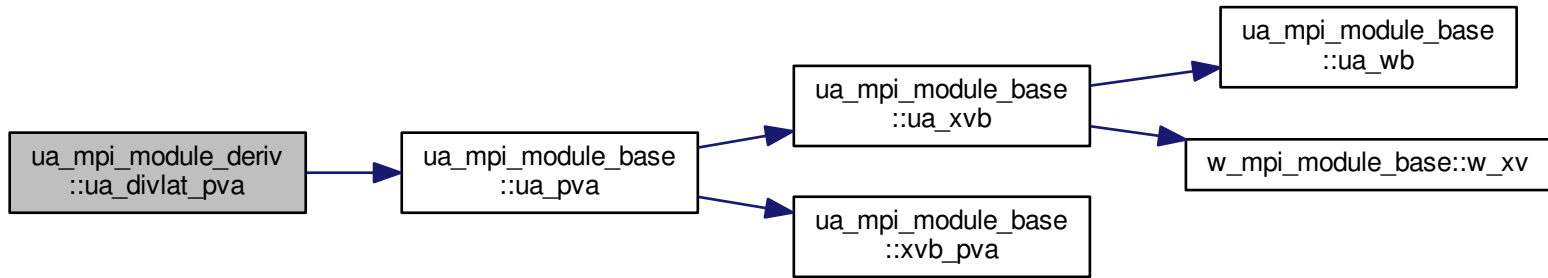 ua_mpi_module_deriv
::ua_divlat_pva
ua_mpi_module_base
::ua_pva
ua_mpi_module_base
::ua_xvb
ua_mpi_module_base
::ua_wb
w_mpi_module_base::w_xv
ua_mpi_module_base
::xvb_pva